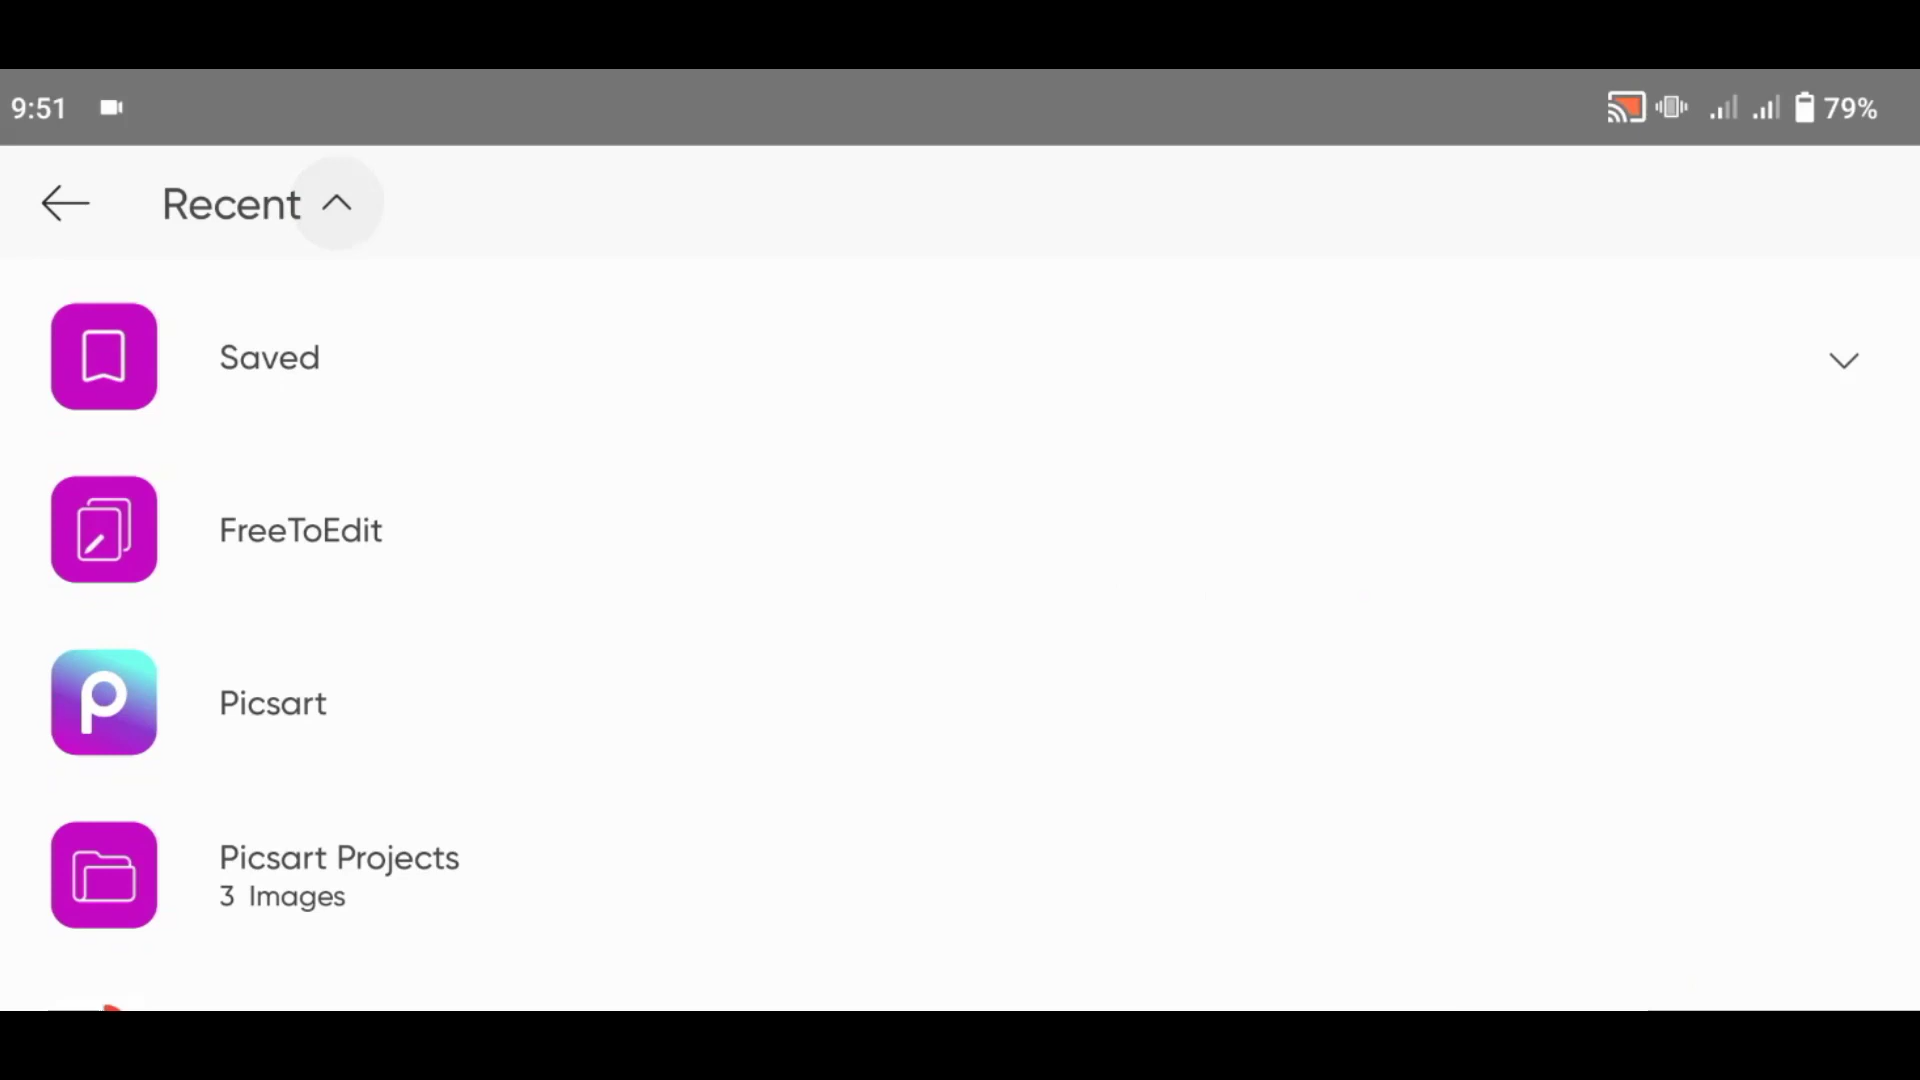 9:51
79%
Recent
Saved
FreeToEdit
Picsart
Picsart Projects
3 Images